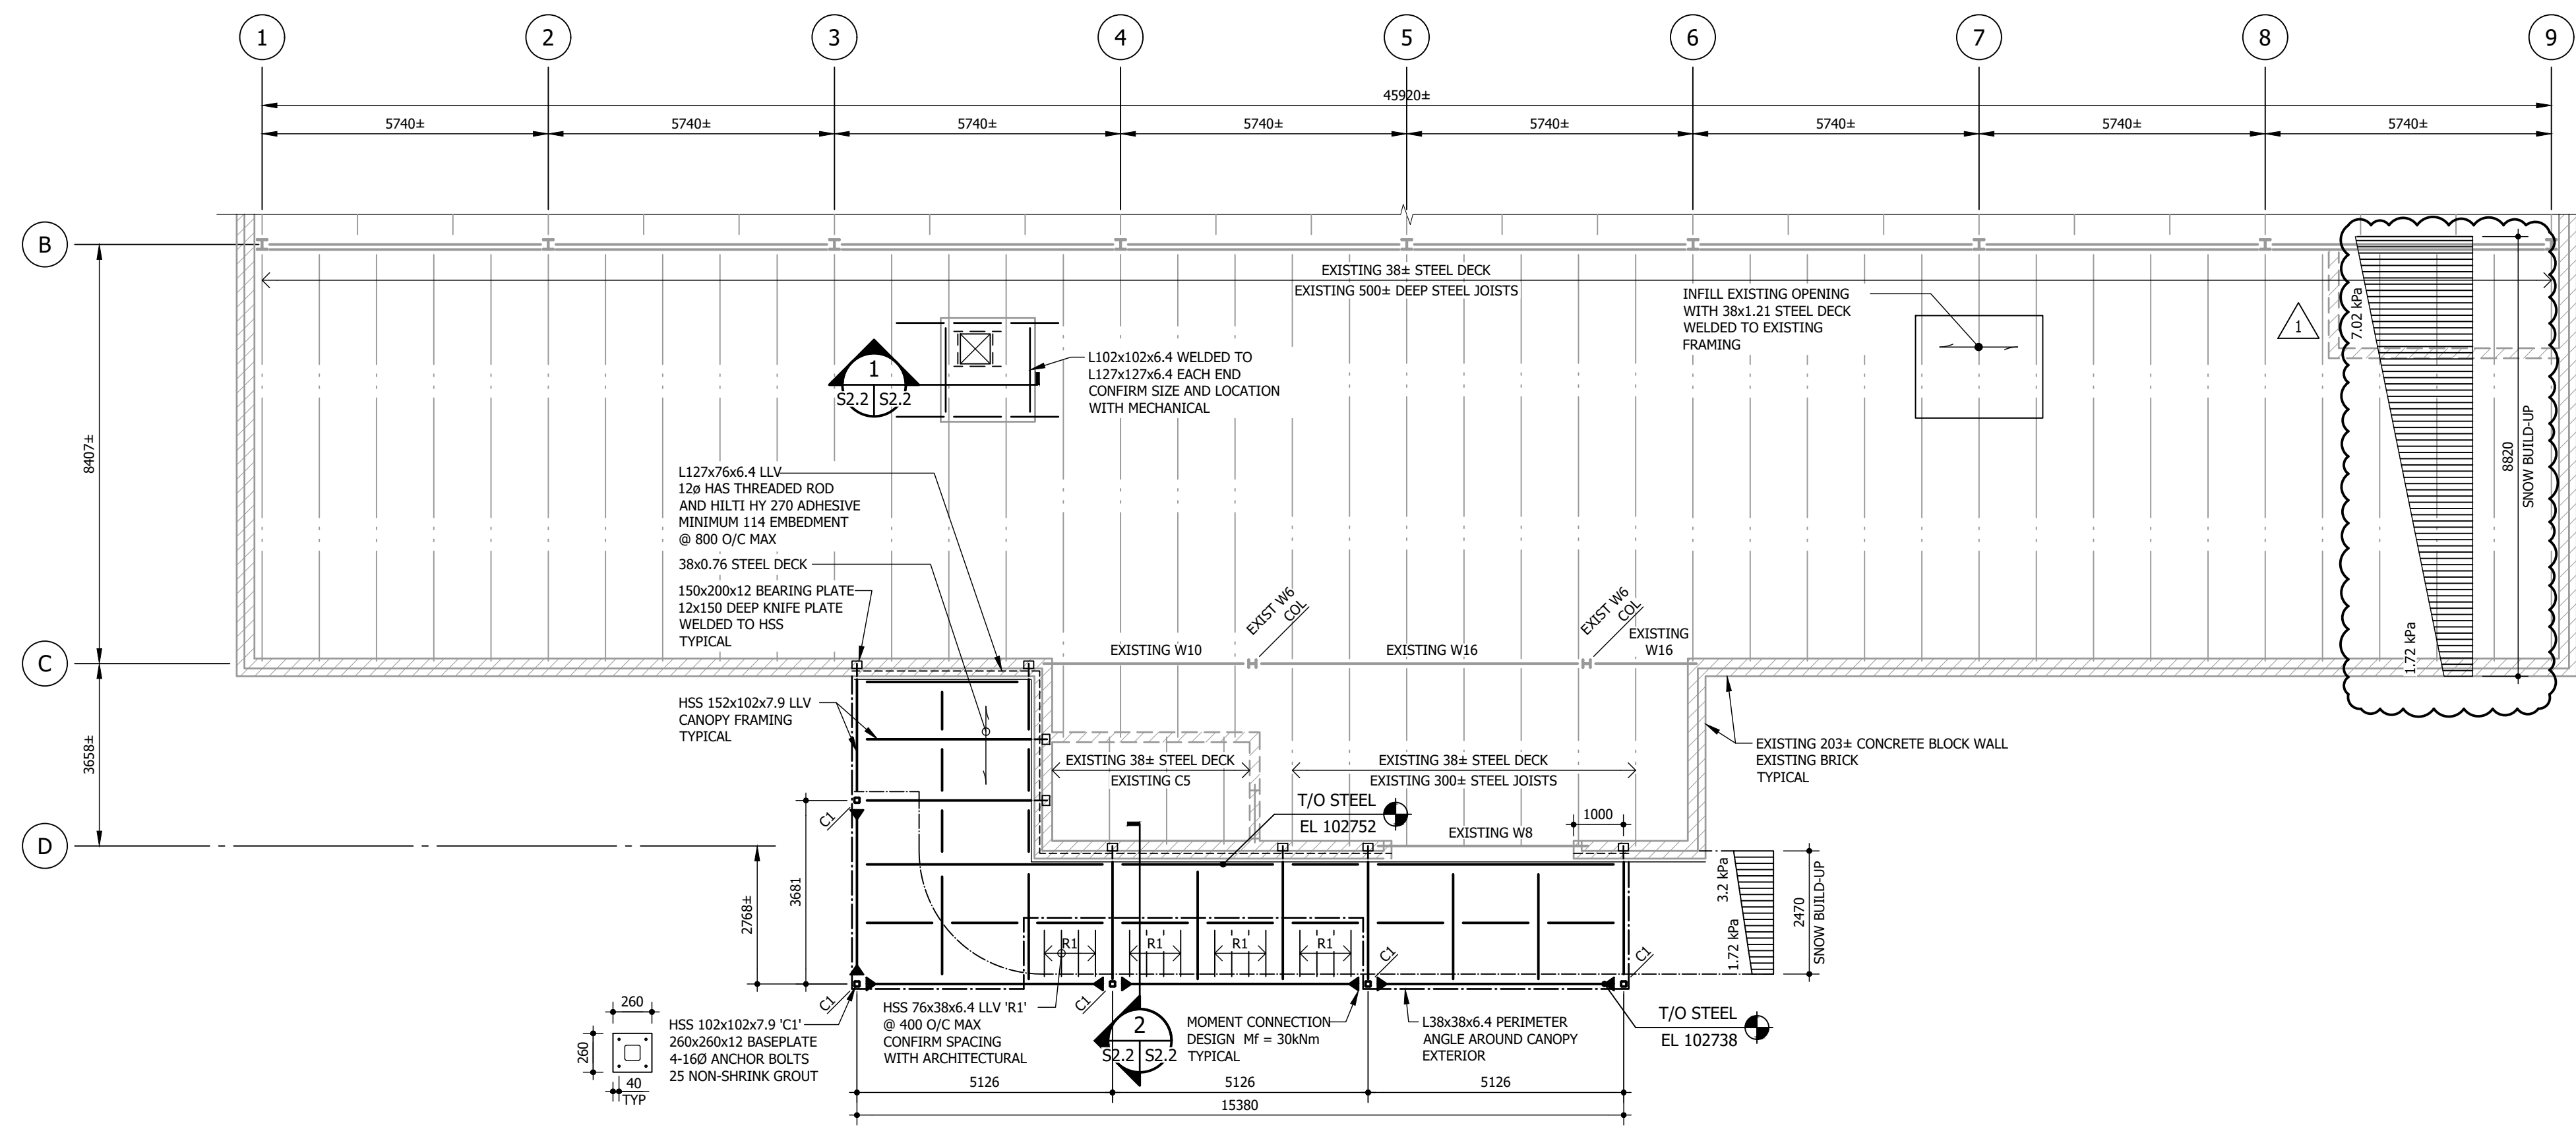 1
2
3
4
5
6
7
8
9
45920±
5740±
5740±
5740±
5740±
5740±
5740±
5740±
5740±
B
EXISTING 38± STEEL DECK
EXISTING 500± DEEP STEEL JOISTS
INFILL EXISTING OPENING
WITH 38x1.21 STEEL DECK
WELDED TO EXISTING
FRAMING
7.02 kPa
1
1
S2.2
S2.2
L102x102x6.4 WELDED TO
L127x127x6.4 EACH END
CONFIRM SIZE AND LOCATION
WITH MECHANICAL
8407±
8820
SNOW BUILD-UP
L127x76x6.4 LLV
12ø HAS THREADED ROD
AND HILTI HY 270 ADHESIVE
MINIMUM 114 EMBEDMENT
@ 800 O/C MAX
38x0.76 STEEL DECK
150x200x12 BEARING PLATE
12x150 DEEP KNIFE PLATE
WELDED TO HSS
TYPICAL
EXIST W6
COL
EXIST W6
COL
EXISTING W10
EXISTING W16
EXISTING
W16
1.72 kPa
C
HSS 152x102x7.9 LLV
CANOPY FRAMING
TYPICAL
3658±
EXISTING 38± STEEL DECK
EXISTING C5
EXISTING 38± STEEL DECK
EXISTING 300± STEEL JOISTS
EXISTING 203± CONCRETE BLOCK WALL
EXISTING BRICK
TYPICAL
T/O STEEL
EL 102752
1000
C1
EXISTING W8
D
2768±
3681
3.2 kPa
1.72 kPa
2470
SNOW BUILD-UP
R1
R1
R1
R1
C1
C1
C1
C1
260
260
40
TYP
HSS 102x102x7.9 'C1'
260x260x12 BASEPLATE
4-16Ø ANCHOR BOLTS
25 NON-SHRINK GROUT
HSS 76x38x6.4 LLV 'R1'
@ 400 O/C MAX
CONFIRM SPACING
WITH ARCHITECTURAL
2
S2.2
S2.2
MOMENT CONNECTION
DESIGN Mf = 30kNm
TYPICAL
L38x38x6.4 PERIMETER
ANGLE AROUND CANOPY
EXTERIOR
T/O STEEL
EL 102738
5126
5126
5126
15380